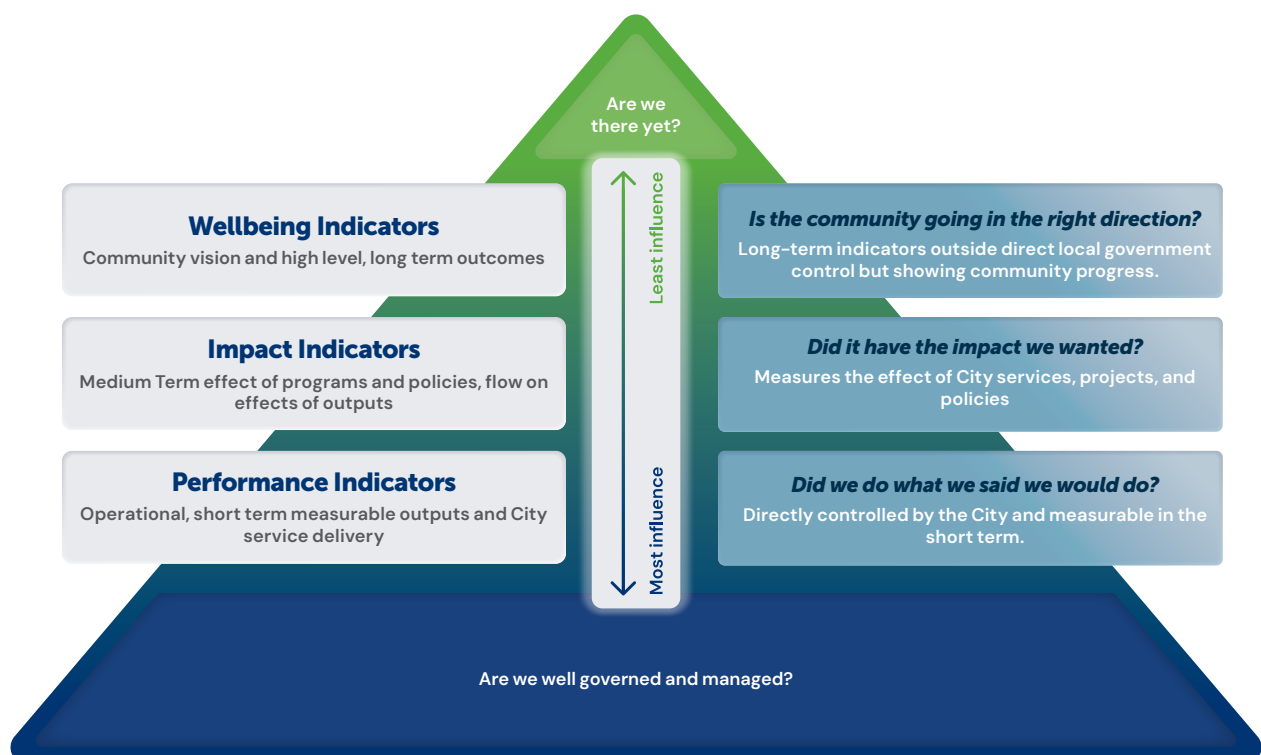 Are we
there yet?
Least influence
Most influence
Wellbeing Indicators
Community vision and high level, long term outcomes
Is the community going in the right direction?
Long-term indicators outside direct local government
control but showing community progress.
Impact Indicators
Medium Term effect of programs and policies, flow on
effects of outputs
Did it have the impact we wanted?
Measures the effect of City services, projects, and
policies
Performance Indicators
Operational, short term measurable outputs and City
service delivery
Did we do what we said we would do?
Directly controlled by the City and measurable in the
short term.
Are we well governed and managed?